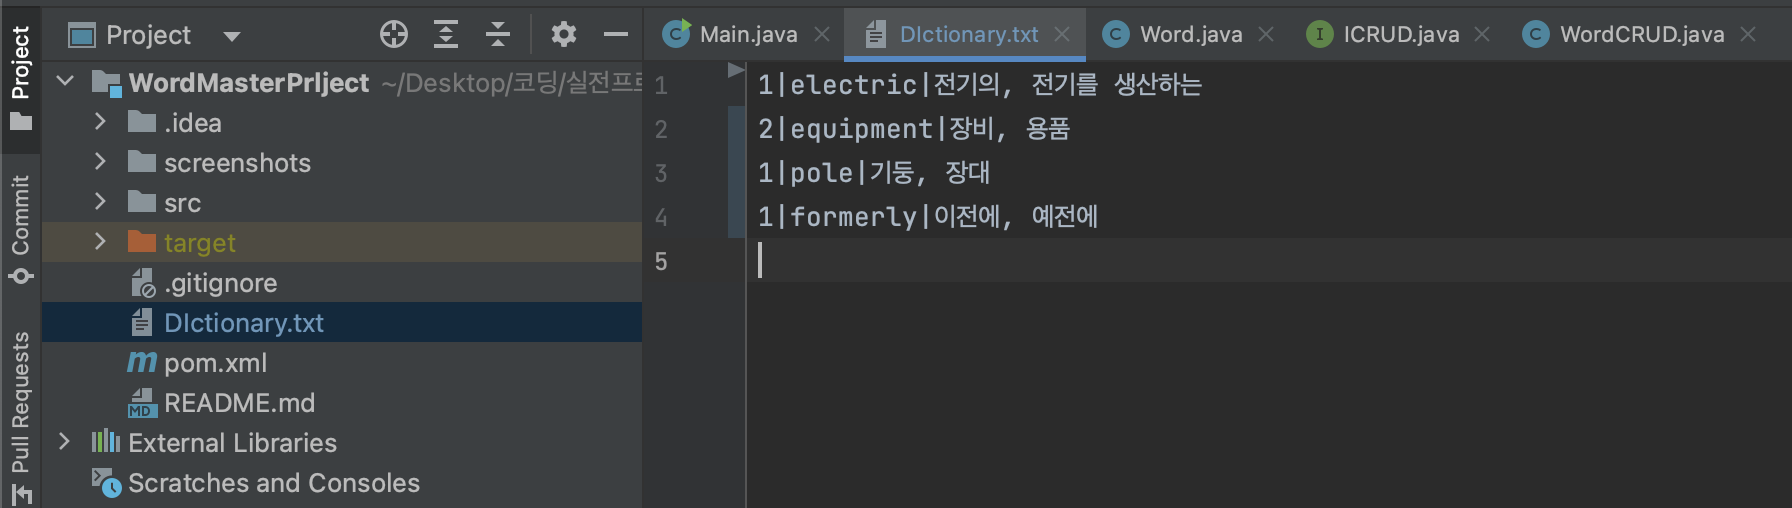 Project
Commit
Pull Requests
Project
WordMasterPrlject ~/Desktop/코딩/실전프로
.idea
screenshots
src
target
.gitignore
DIctionary.txt
pom.xml
README.md
External Libraries
Scratches and Consoles
Main.java DIctionary.txt Word.java ICRUD.java WordCRUD.java
1 1|electric|전기의, 전기를 생산하는
2 2|equipment|장비, 용품
3 1|pole|기둥, 장대
4 1|formerly|이전에, 예전에
5